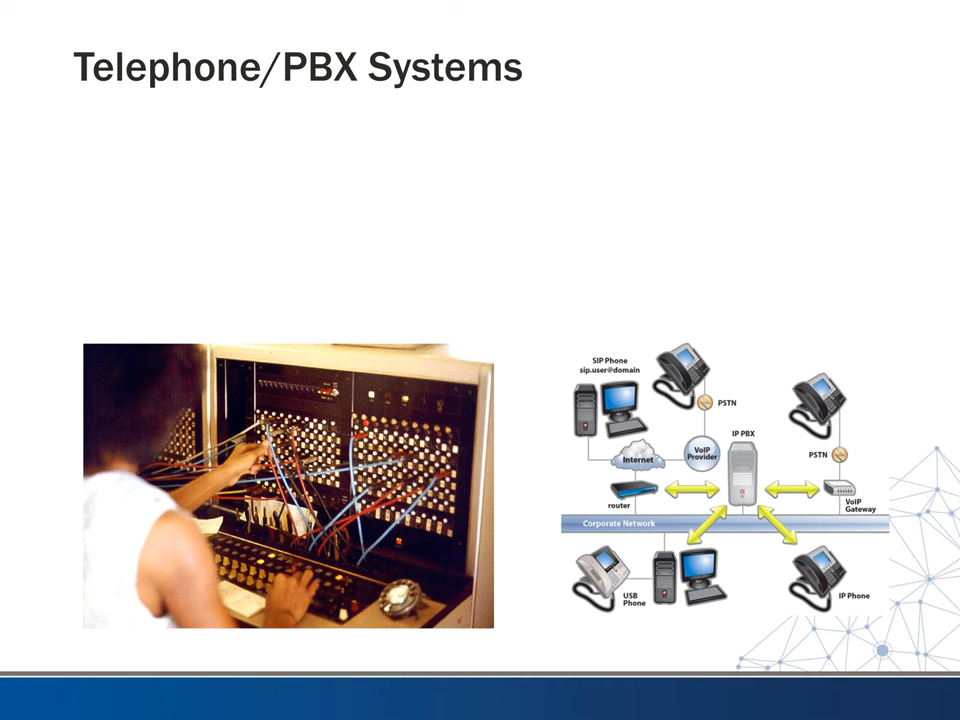 Telephone/PBX Systems
SIP Phone
sip.user@domain
PSTN
IP PBX
PSTN
VoIP
Provider
Internet
router
VoIP
Gateway
Corporate Network
USB
Phone
IP Phone